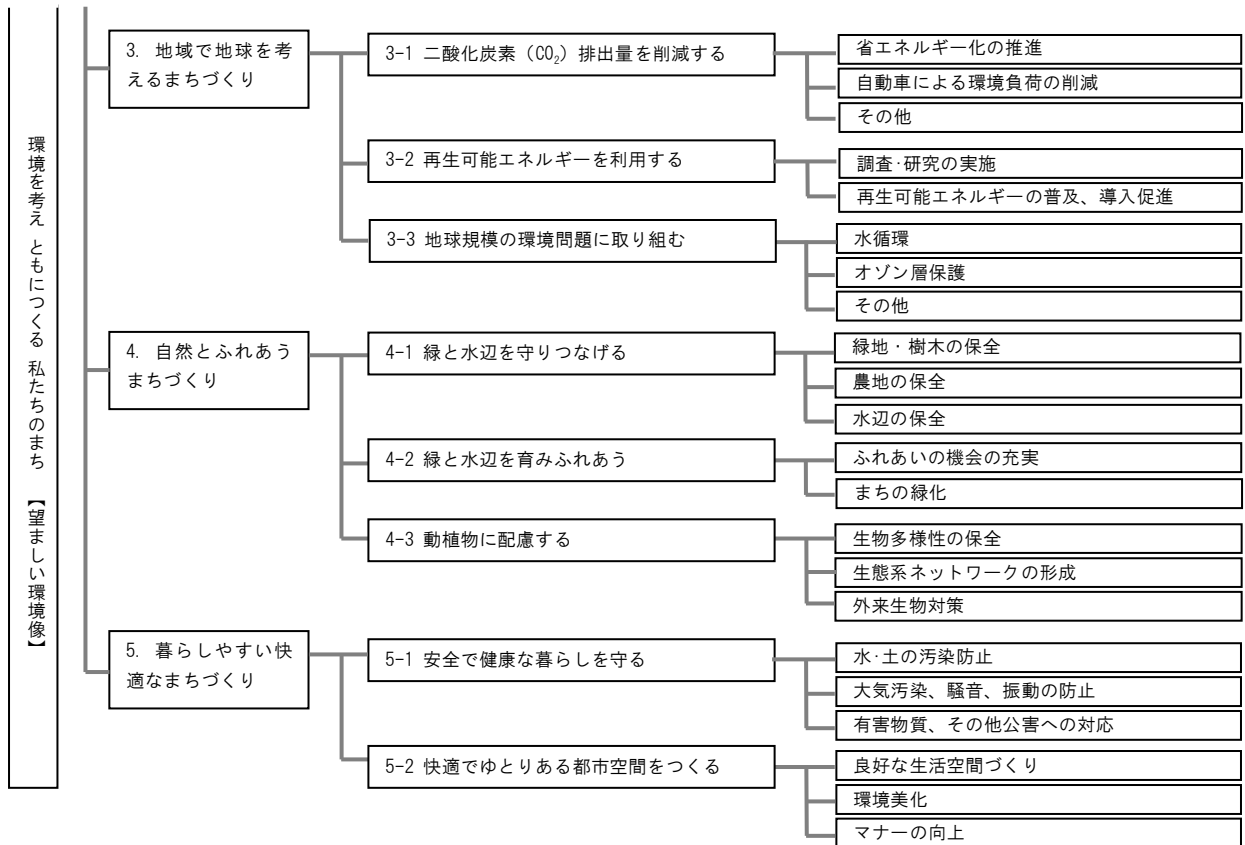 環境を考え ともにつくる 私たちのまち 【望ましい環境像】
3. 地域で地球を考
えるまちづくり
3-1 二酸化炭素（CO₂）排出量を削減する
省エネルギー化の推進
自動車による環境負荷の削減
その他
3-2 再生可能エネルギーを利用する
調査･研究の実施
再生可能エネルギーの普及、導入促進
3-3 地球規模の環境問題に取り組む
水循環
オゾン層保護
その他
4. 自然とふれあう
まちづくり
4-1 緑と水辺を守りつなげる
緑地・樹木の保全
農地の保全
水辺の保全
4-2 緑と水辺を育みふれあう
ふれあいの機会の充実
まちの緑化
4-3 動植物に配慮する
生物多様性の保全
生態系ネットワークの形成
外来生物対策
5. 暮らしやすい快
適なまちづくり
5-1 安全で健康な暮らしを守る
水･土の汚染防止
大気汚染、騒音、振動の防止
有害物質、その他公害への対応
5-2 快適でゆとりある都市空間をつくる
良好な生活空間づくり
環境美化
マナーの向上